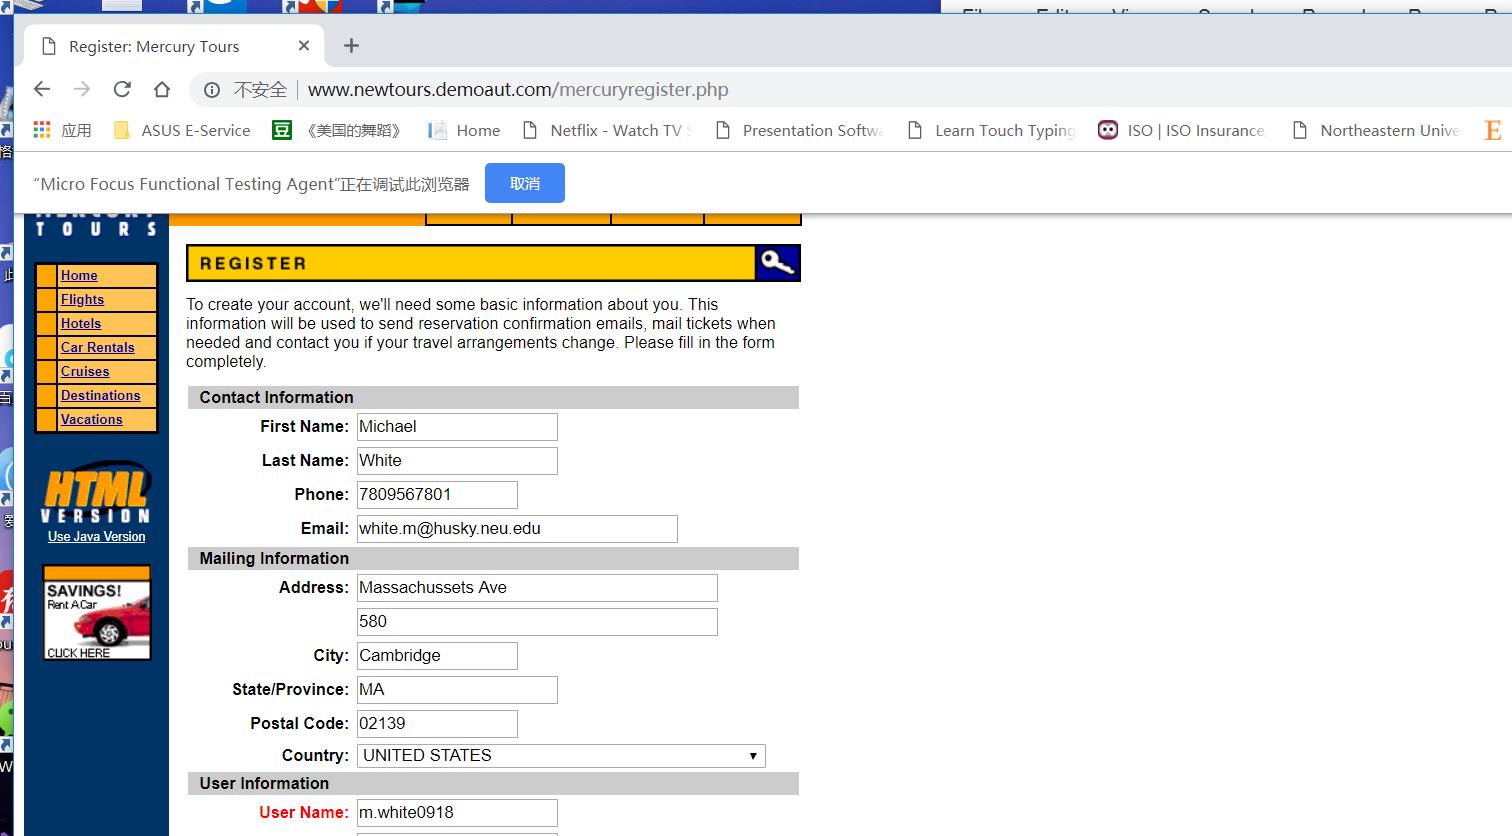 Register: Mercury Tours
不安全 www.newtours.demoaut.com/mercuryregister.php
应用 ASUS E-Service 《美国的舞蹈》 Home Netflix - Watch TV S Presentation Softwa Learn Touch Typing ISO | ISO Insurance, Northeastern Unive E
“Micro Focus Functional Testing Agent”正在调试此浏览器 取消
TOURS
Home
Flights
Hotels
Car Rentals
Cruises
Destinations
Vacations
HTML
VERSION
Use Java Version
SAVINGS!
Rent A Car
CLICK HERE
REGISTER
To create your account, we'll need some basic information about you. This
information will be used to send reservation confirmation emails, mail tickets when
needed and contact you if your travel arrangements change. Please fill in the form
completely.
Contact Information
First Name: Michael
Last Name: White
Phone: 7809567801
Email: white.m@husky.neu.edu
Mailing Information
Address: Massachussets Ave
580
City: Cambridge
State/Province: MA
Postal Code: 02139
Country: UNITED STATES
User Information
User Name: m.white0918